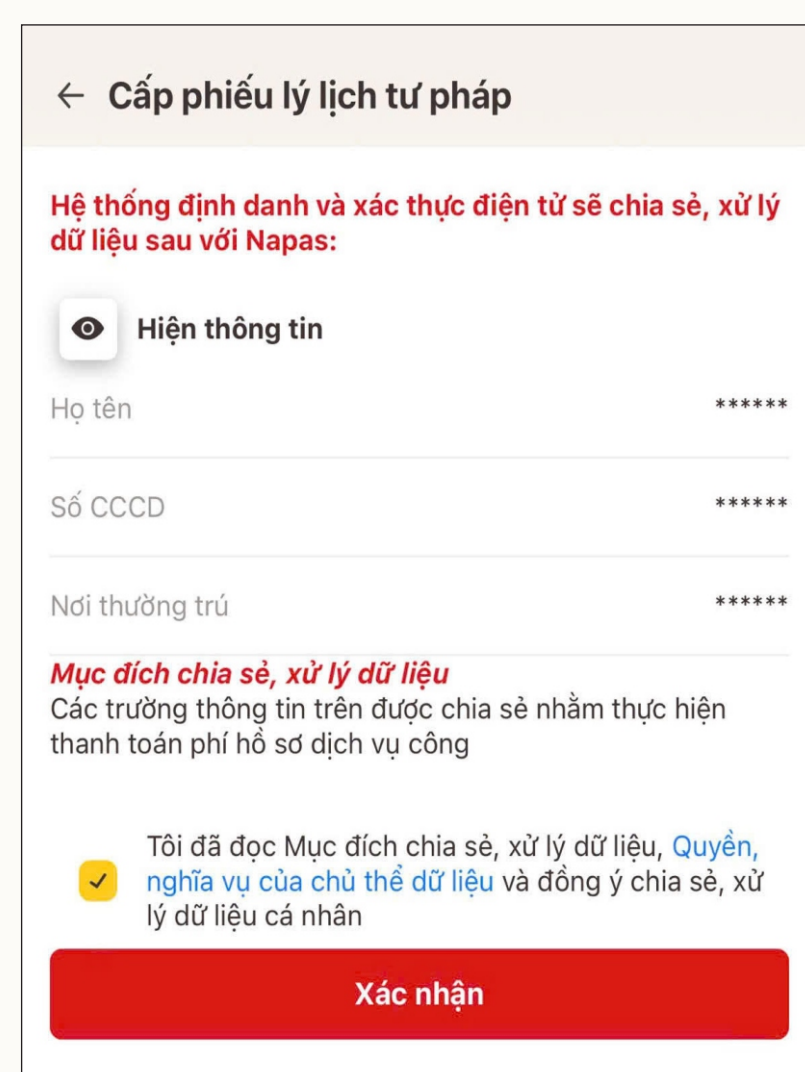 ← Cấp phiếu lý lịch tư pháp
Hệ thống định danh và xác thực điện tử sẽ chia sẻ, xử lý
dữ liệu sau với Napas:
Hiện thông tin
Họ tên ******
Số CCCD ******
Nơi thường trú ******
Mục đích chia sẻ, xử lý dữ liệu
Các trường thông tin trên được chia sẻ nhằm thực hiện
thanh toán phí hồ sơ dịch vụ công
Tôi đã đọc Mục đích chia sẻ, xử lý dữ liệu, Quyền,
nghĩa vụ của chủ thể dữ liệu và đồng ý chia sẻ, xử
lý dữ liệu cá nhân
Xác nhận